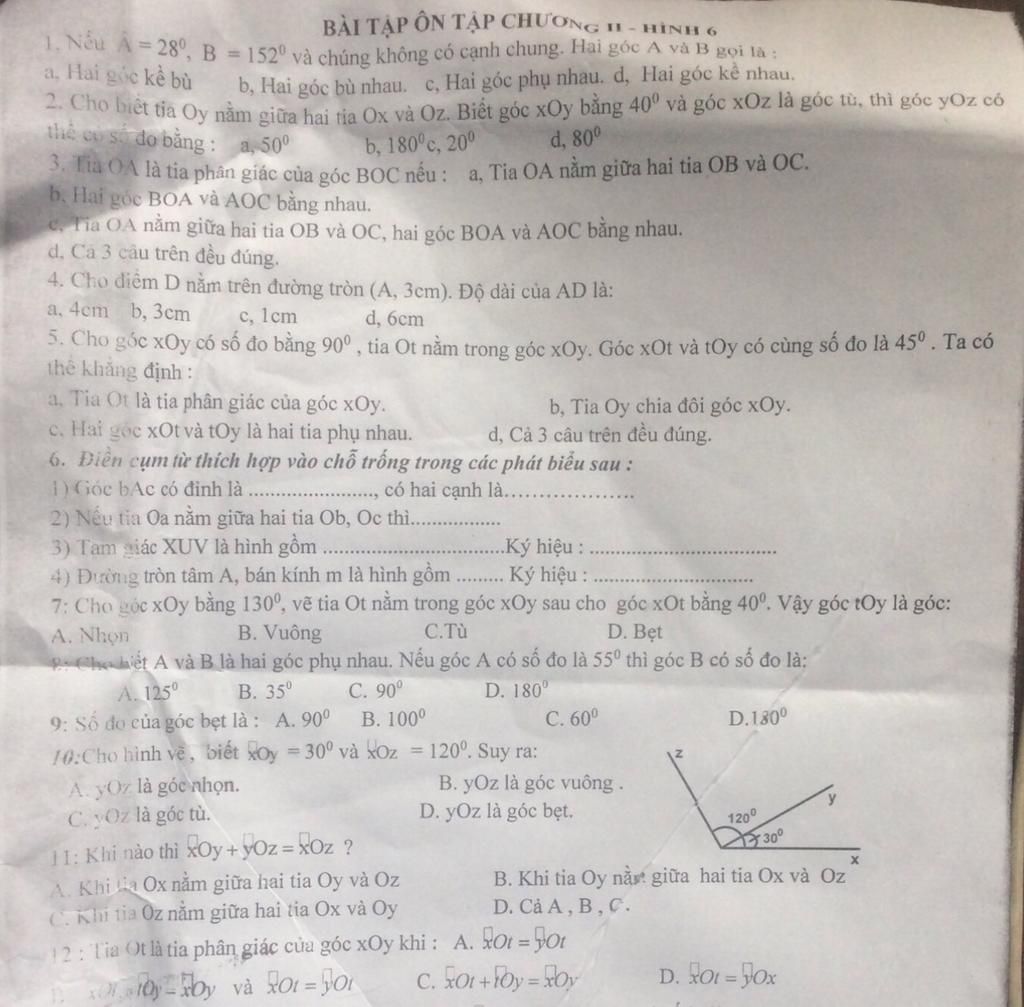 BÀI TẬP ÔN TẬP CHƯƠNG II - HÌNH 6
1. Nếu Â = 28⁰, B = 152⁰ và chúng không có cạnh chung. Hai góc A và B gọi là :
a, Hai góc kề bù b, Hai góc bù nhau. c, Hai góc phụ nhau. d, Hai góc kề nhau.
2. Cho biết tia Oy nằm giữa hai tia Ox và Oz. Biết góc xOy bằng 40⁰ và góc xOz là góc tù, thì góc yOz có
thể có số đo bằng : a, 50⁰ b, 180⁰c, 20⁰ d, 80⁰
3. Tia OA là tia phân giác của góc BOC nếu : a, Tia OA nằm giữa hai tia OB và OC.
b, Hai góc BOA và AOC bằng nhau.
c, Tia OA nằm giữa hai tia OB và OC, hai góc BOA và AOC bằng nhau.
d, Cả 3 câu trên đều đúng.
4. Cho điểm D nằm trên đường tròn (A, 3cm). Độ dài của AD là:
a, 4cm b, 3cm c, 1cm d, 6cm
5. Cho góc xOy có số đo bằng 90⁰ , tia Ot nằm trong góc xOy. Góc xOt và tOy có cùng số đo là 45⁰ . Ta có
thể khẳng định :
a, Tia Ot là tia phân giác của góc xOy. b, Tia Oy chia đôi góc xOy.
c, Hai góc xOt và tOy là hai tia phụ nhau. d, Cả 3 câu trên đều đúng.
6. Điền cụm từ thích hợp vào chỗ trống trong các phát biểu sau :
1) Góc bAc có đỉnh là ......................., có hai cạnh là........................
2) Nếu tia Oa nằm giữa hai tia Ob, Oc thì.................
3) Tam giác XUV là hình gồm ..................................Ký hiệu : ...................................
4) Đường tròn tâm A, bán kính m là hình gồm ......... Ký hiệu : ..............................
7: Cho góc xOy bằng 130⁰, vẽ tia Ot nằm trong góc xOy sau cho góc xOt bằng 40⁰. Vậy góc tOy là góc:
A. Nhọn B. Vuông C.Tù D. Bẹt
8: Cho biết A và B là hai góc phụ nhau. Nếu góc A có số đo là 55⁰ thì góc B có số đo là:
A. 125⁰ B. 35⁰ C. 90⁰ D. 180⁰
9: Số đo của góc bẹt là : A. 90⁰ B. 100⁰ C. 60⁰ D.180⁰
10:Cho hình vẽ, biết xOy = 30⁰ và xOz = 120⁰. Suy ra:
A. yOz là góc nhọn. B. yOz là góc vuông .
C. yOz là góc tù. D. yOz là góc bẹt.
z
y
120⁰
30⁰
x
11: Khi nào thì xOy + yOz = xOz ?
A. Khi tia Ox nằm giữa hai tia Oy và Oz B. Khi tia Oy nằm giữa hai tia Ox và Oz
C. Khi tia Oz nằm giữa hai tia Ox và Oy D. Cả A , B , C.
12 : Tia Ot là tia phân giác của góc xOy khi : A. xOt = yOt
tOy = xOy và xOt = yOt C. xOt + tOy = xOy D. xOt = yOx